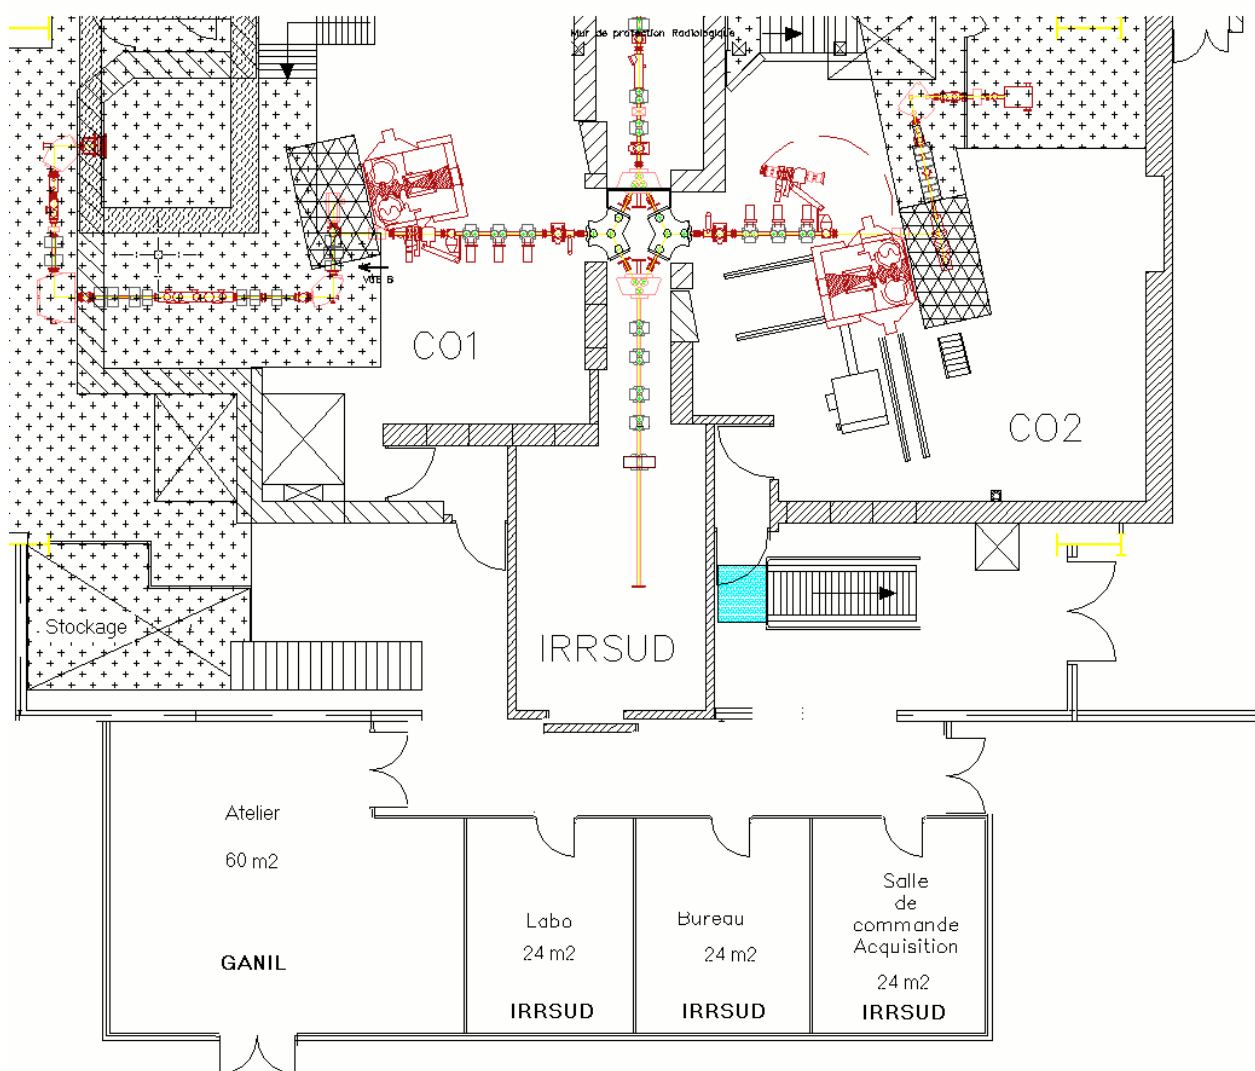 Mur de protection Radiologique
VUE B
CO1
CO2
IRRSUD
Stockage
Atelier
60 m2
GANIL
Labo
24 m2
IRRSUD
Bureau
24 m2
IRRSUD
Salle
de
commande
Acquisition
24 m2
IRRSUD